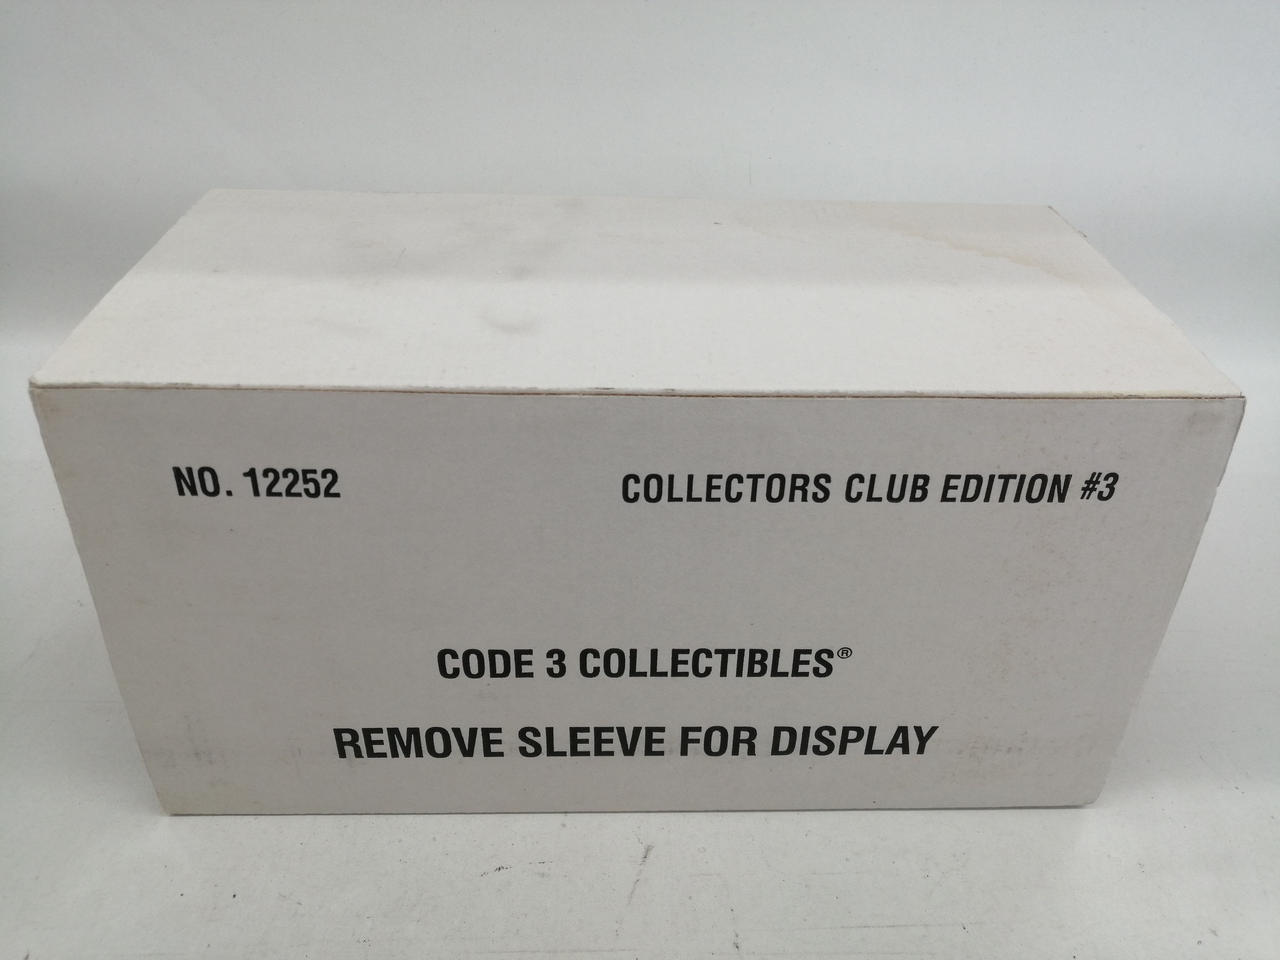 NO. 12252
COLLECTORS CLUB EDITION #3
CODE 3 COLLECTIBLES®
REMOVE SLEEVE FOR DISPLAY